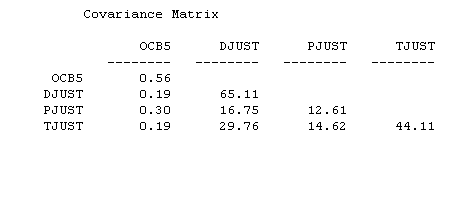 Covariance Matrix
OCB5 DJUST PJUST TJUST
-------- -------- -------- --------
OCB5 0.56
DJUST 0.19 65.11
PJUST 0.30 16.75 12.61
TJUST 0.19 29.76 14.62 44.11